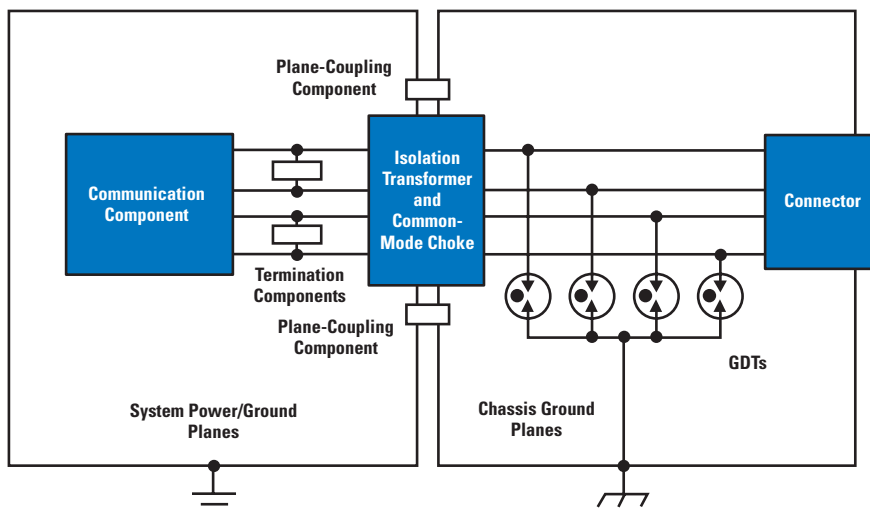 Plane-Coupling
Component
Communication
Component
Isolation
Transformer
and
Common-
Mode Choke
Connector
Termination
Components
Plane-Coupling
Component
GDTs
System Power/Ground
Planes
Chassis Ground
Planes